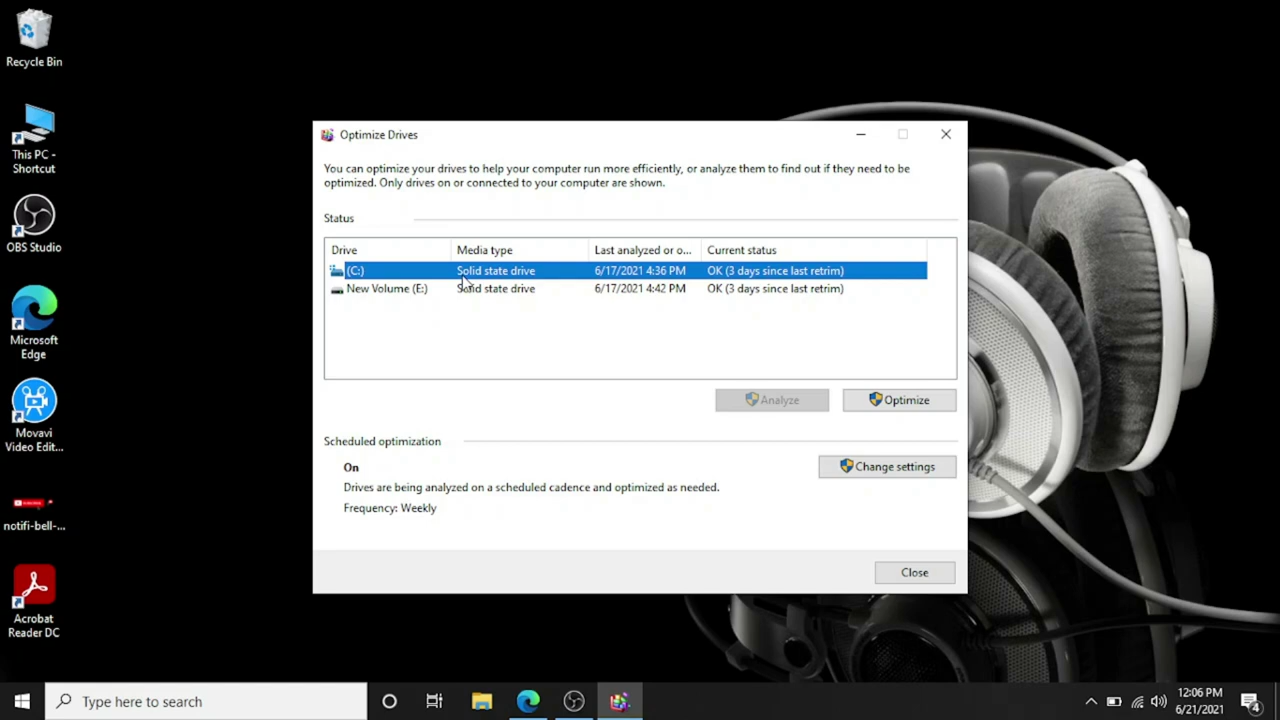 Recycle Bin
This PC -
Shortcut
OBS Studio
Microsoft
Edge
Movavi
Video Edit...
SUBSCRIBE
notifi-bell-...
Acrobat
Reader DC
Optimize Drives
You can optimize your drives to help your computer run more efficiently, or analyze them to find out if they need to be
optimized. Only drives on or connected to your computer are shown.
Status
Drive Media type Last analyzed or o... Current status
(C:) Solid state drive 6/17/2021 4:36 PM OK (3 days since last retrim)
New Volume (E:) Solid state drive 6/17/2021 4:42 PM OK (3 days since last retrim)
Analyze Optimize
Scheduled optimization
On
Change settings
Drives are being analyzed on a scheduled cadence and optimized as needed.
Frequency: Weekly
Close
Type here to search
12:06 PM
6/21/2021
4